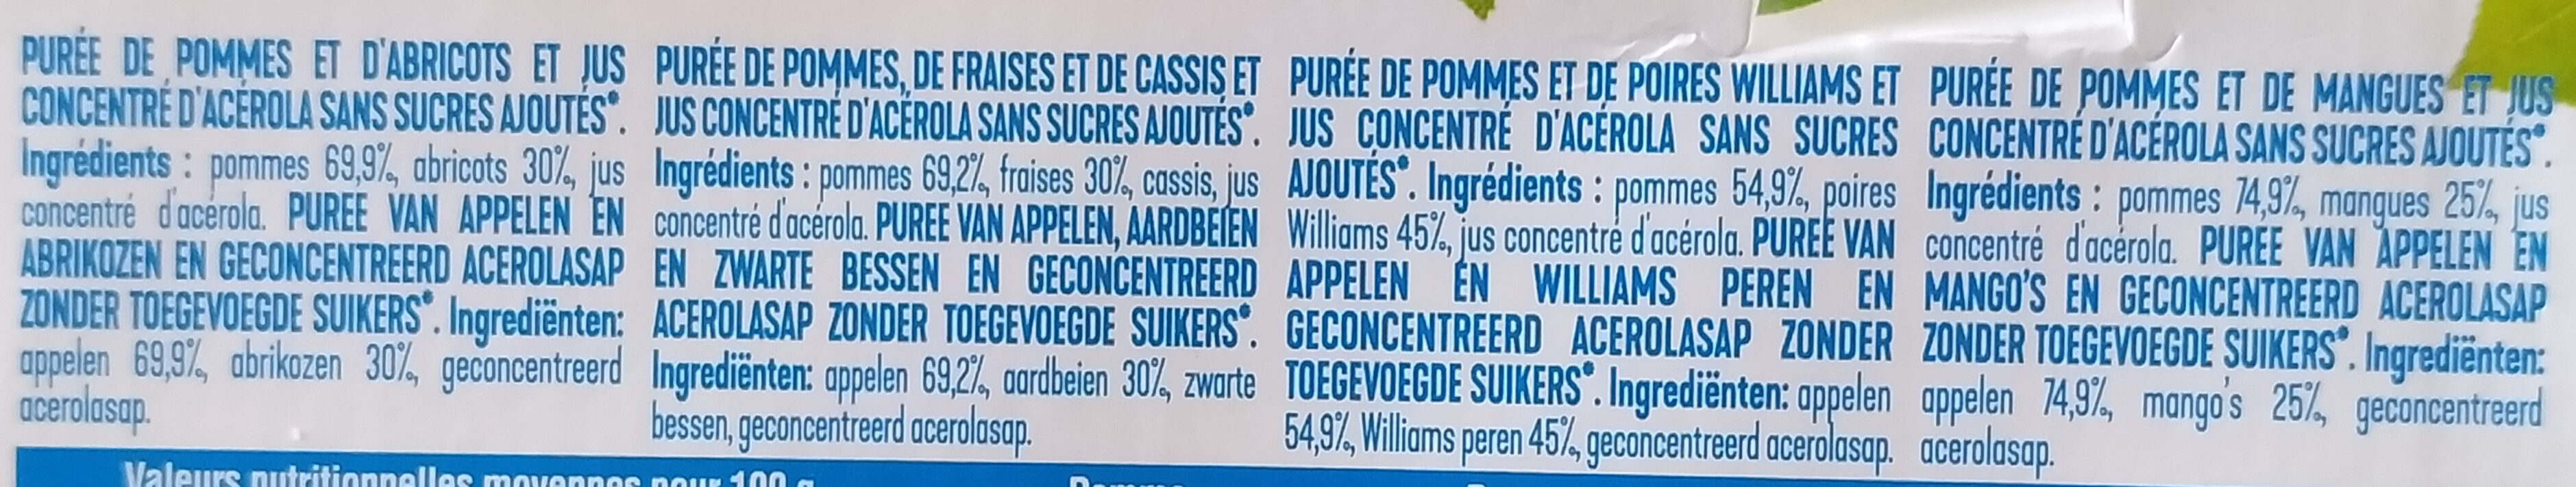 PURÉE DE POMMES ET D'ABRICOTS ET JUS
CONCENTRÉ D'ACÉROLA SANS SUCRES AJOUTÉS*.
Ingrédients : pommes 69,9%, abricots 30%, jus
concentré d'acérola. PUREE VAN APPELEN EN
ABRIKOZEN EN GECONCENTREERD ACEROLASAP
ZONDER TOEGEVOEGDE SUIKERS*. Ingrediënten:
appelen 69,9%, abrikozen 30%, geconcentreerd
acerolasap.
PURÉE DE POMMES, DE FRAISES ET DE CASSIS ET
JUS CONCENTRÉ D'ACÉROLA SANS SUCRES AJOUTÉS*.
Ingrédients : pommes 69,2%, fraises 30%, cassis, jus
concentré d'acérola. PUREE VAN APPELEN, AARDBEIEN
EN ZWARTE BESSEN EN GECONCENTREERD
ACEROLASAP ZONDER TOEGEVOEGDE SUIKERS*.
Ingrediënten: appelen 69,2%, aardbeien 30%, zwarte
bessen, geconcentreerd acerolasap.
PURÉE DE POMMES ET DE POIRES WILLIAMS ET
JUS CONCENTRÉ D'ACÉROLA SANS SUCRES
AJOUTÉS*. Ingrédients : pommes 54,9%, poires
Williams 45%, jus concentré d'acérola. PUREE VAN
APPELEN EN WILLIAMS PEREN EN
GECONCENTREERD ACEROLASAP ZONDER
TOEGEVOEGDE SUIKERS*. Ingrediënten: appelen
54,9%, Williams peren 45%, geconcentreerd acerolasap.
PURÉE DE POMMES ET DE MANGUES ET JUS
CONCENTRÉ D'ACÉROLA SANS SUCRES AJOUTÉS*.
Ingrédients : pommes 74,9%, mangues 25%, jus
concentré d'acérola. PUREE VAN APPELEN EN
MANGO'S EN GECONCENTREERD ACEROLASAP
ZONDER TOEGEVOEGDE SUIKERS*. Ingrediënten:
appelen 74,9%, mango's 25%, geconcentreerd
acerolasap.
Valeurs nutritionnelles moyennes pour 100 g